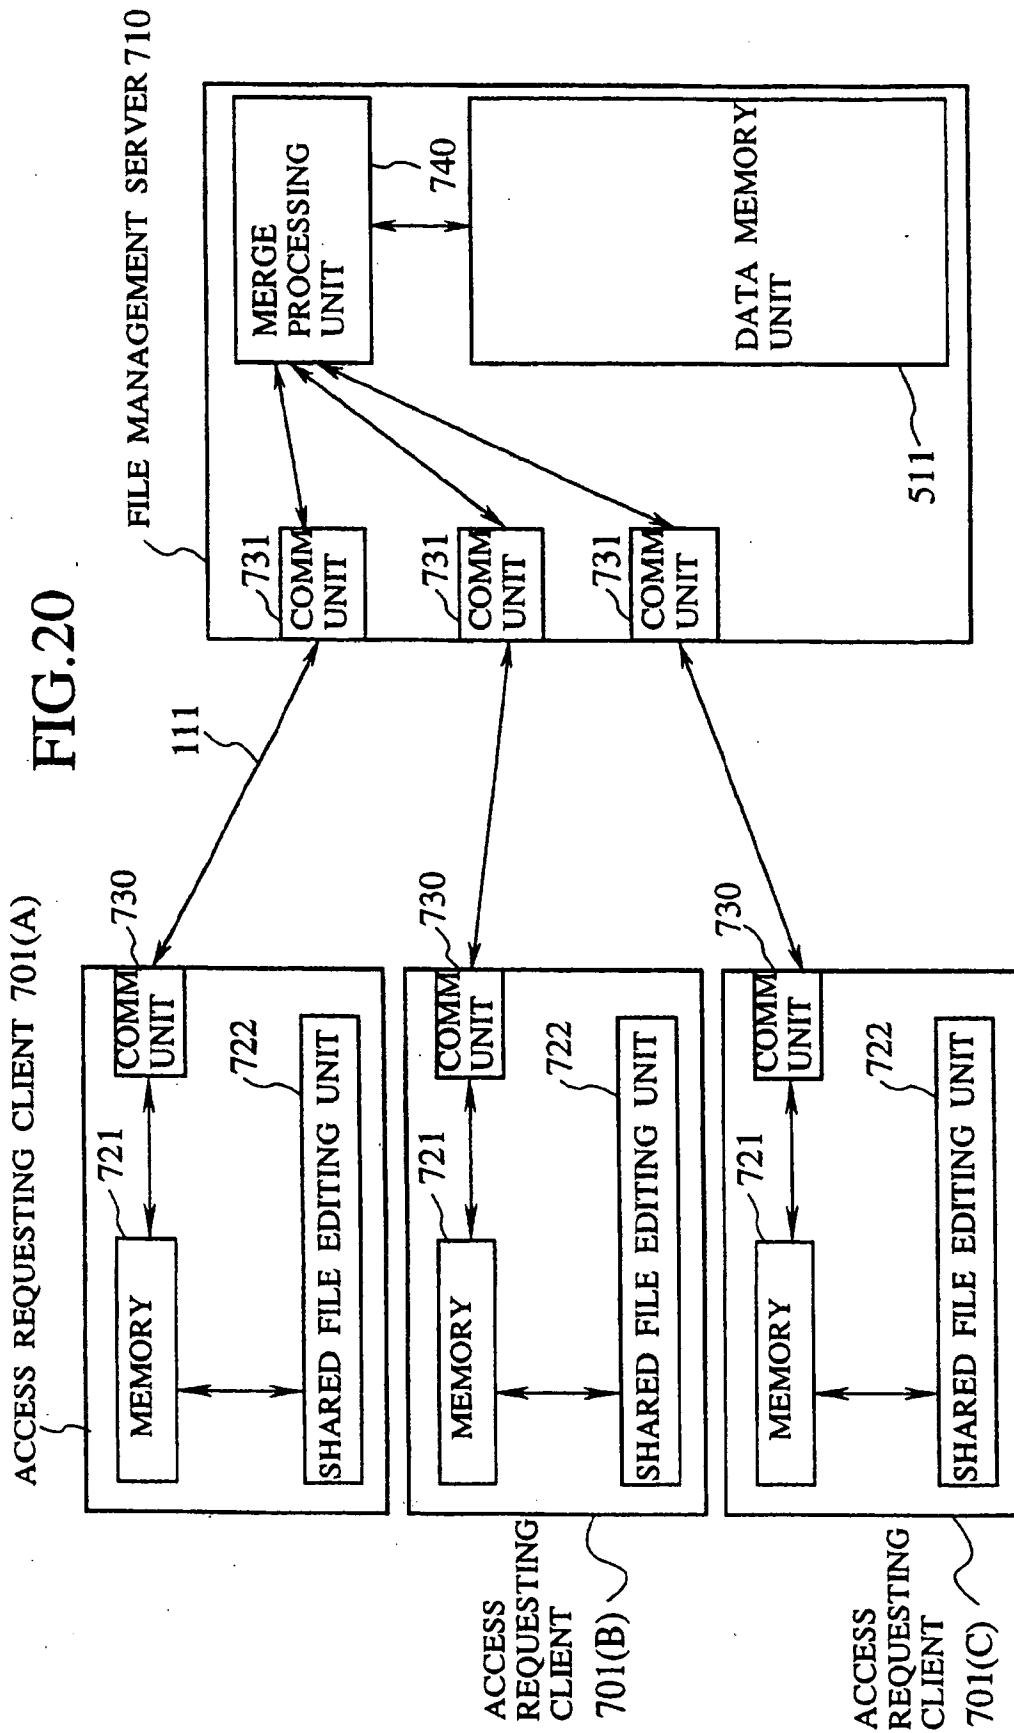 FIG.20
ACCESS REQUESTING CLIENT 701(A)
MEMORY
721
COMM
UNIT
730
722
SHARED FILE EDITING UNIT
111
ACCESS
REQUESTING
CLIENT
701(B)
MEMORY
721
COMM
UNIT
730
722
SHARED FILE EDITING UNIT
ACCESS
REQUESTING
CLIENT
701(C)
MEMORY
721
COMM
UNIT
730
722
SHARED FILE EDITING UNIT
FILE MANAGEMENT SERVER 710
731
COMM
UNIT
731
COMM
UNIT
731
COMM
UNIT
MERGE
PROCESSING
UNIT
740
DATA MEMORY
UNIT
511